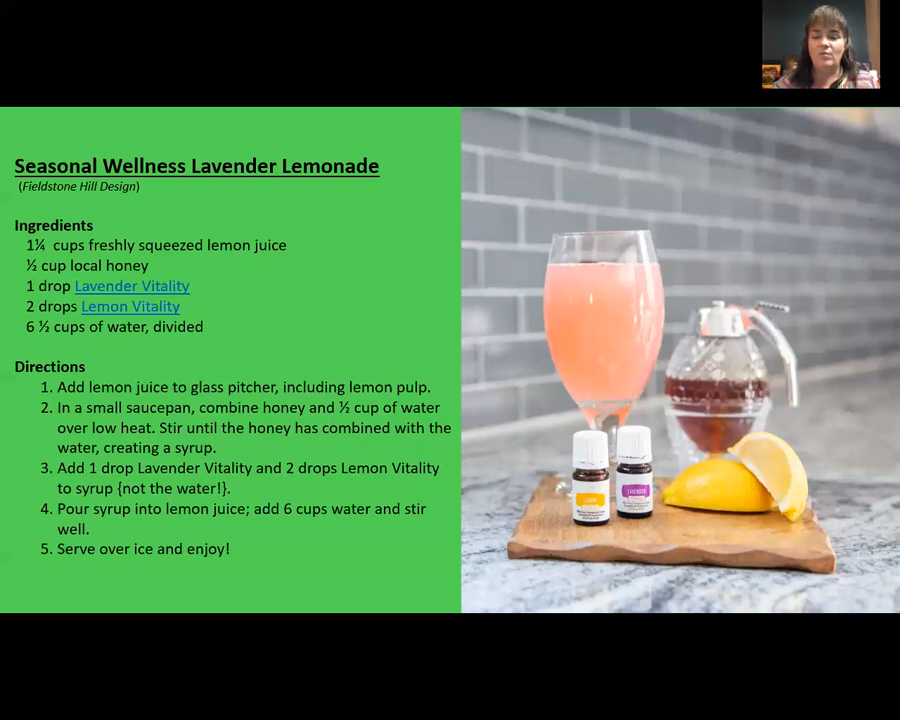 Seasonal Wellness Lavender Lemonade
(Fieldstone Hill Design)
Ingredients
1¼ cups freshly squeezed lemon juice
½ cup local honey
1 drop Lavender Vitality
2 drops Lemon Vitality
6 ½ cups of water, divided
Directions
1. Add lemon juice to glass pitcher, including lemon pulp.
2. In a small saucepan, combine honey and ½ cup of water
over low heat. Stir until the honey has combined with the
water, creating a syrup.
3. Add 1 drop Lavender Vitality and 2 drops Lemon Vitality
to syrup {not the water!}.
4. Pour syrup into lemon juice; add 6 cups water and stir
well.
5. Serve over ice and enjoy!
LEMON
LAVENDER